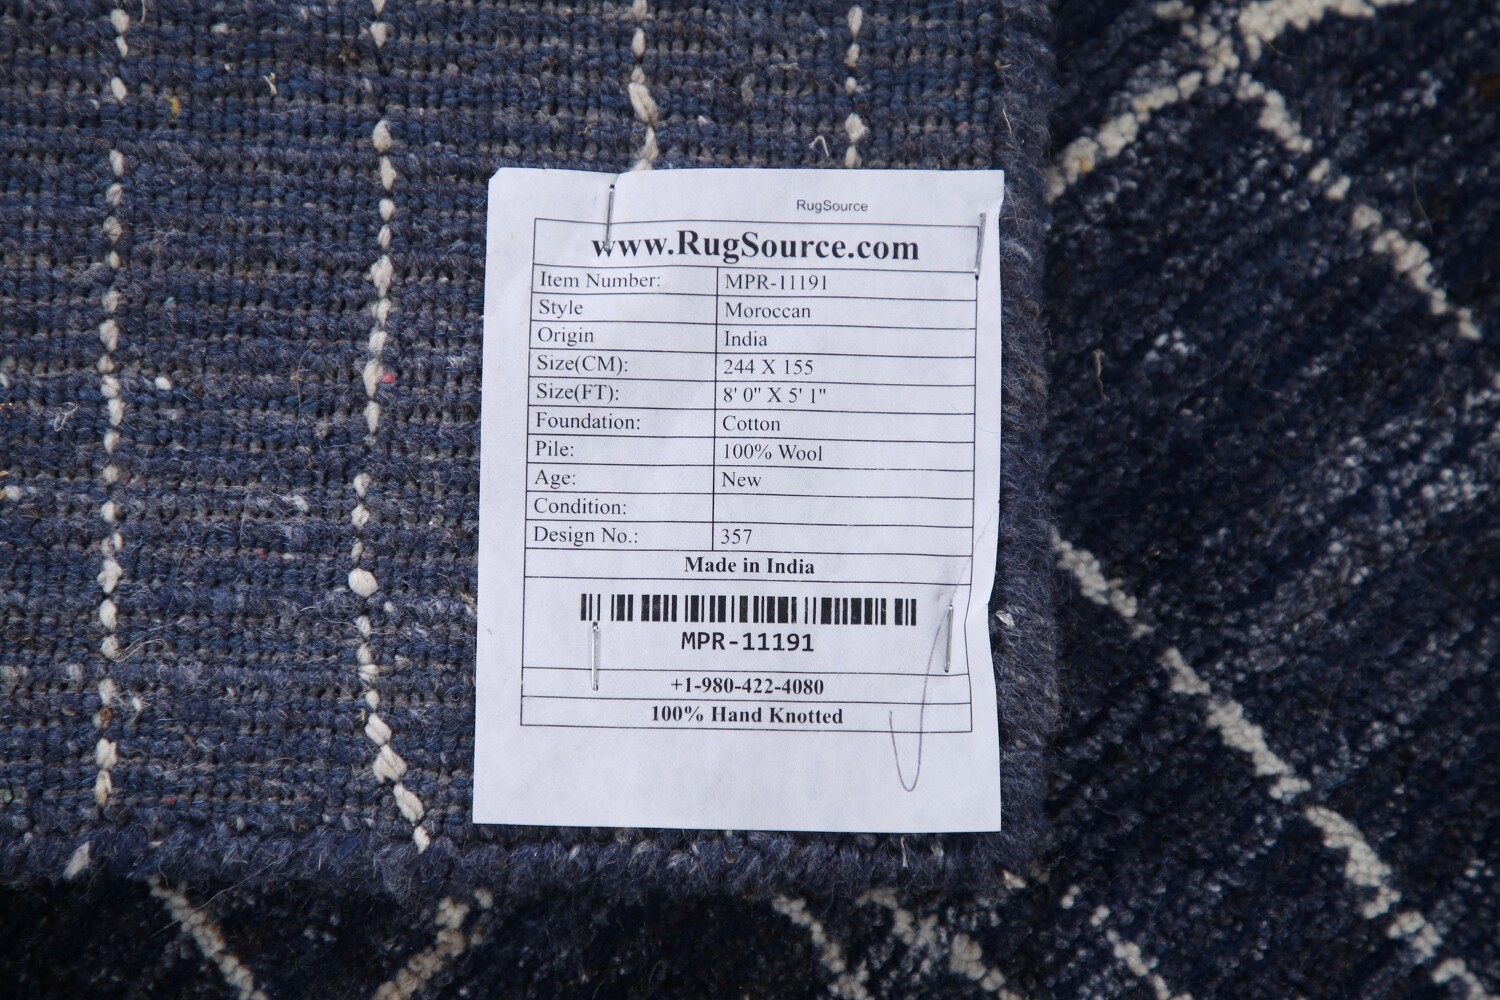 RugSource
www.RugSource.com
Item Number: MPR-11191
Style Moroccan
Origin India
Size(CM): 244 X 155
Size(FT): 8' 0" X 5' 1"
Foundation: Cotton
Pile: 100% Wool
Age: New
Condition:
Design No.: 357
Made in India
MPR-11191
+1-980-422-4080
100% Hand Knotted